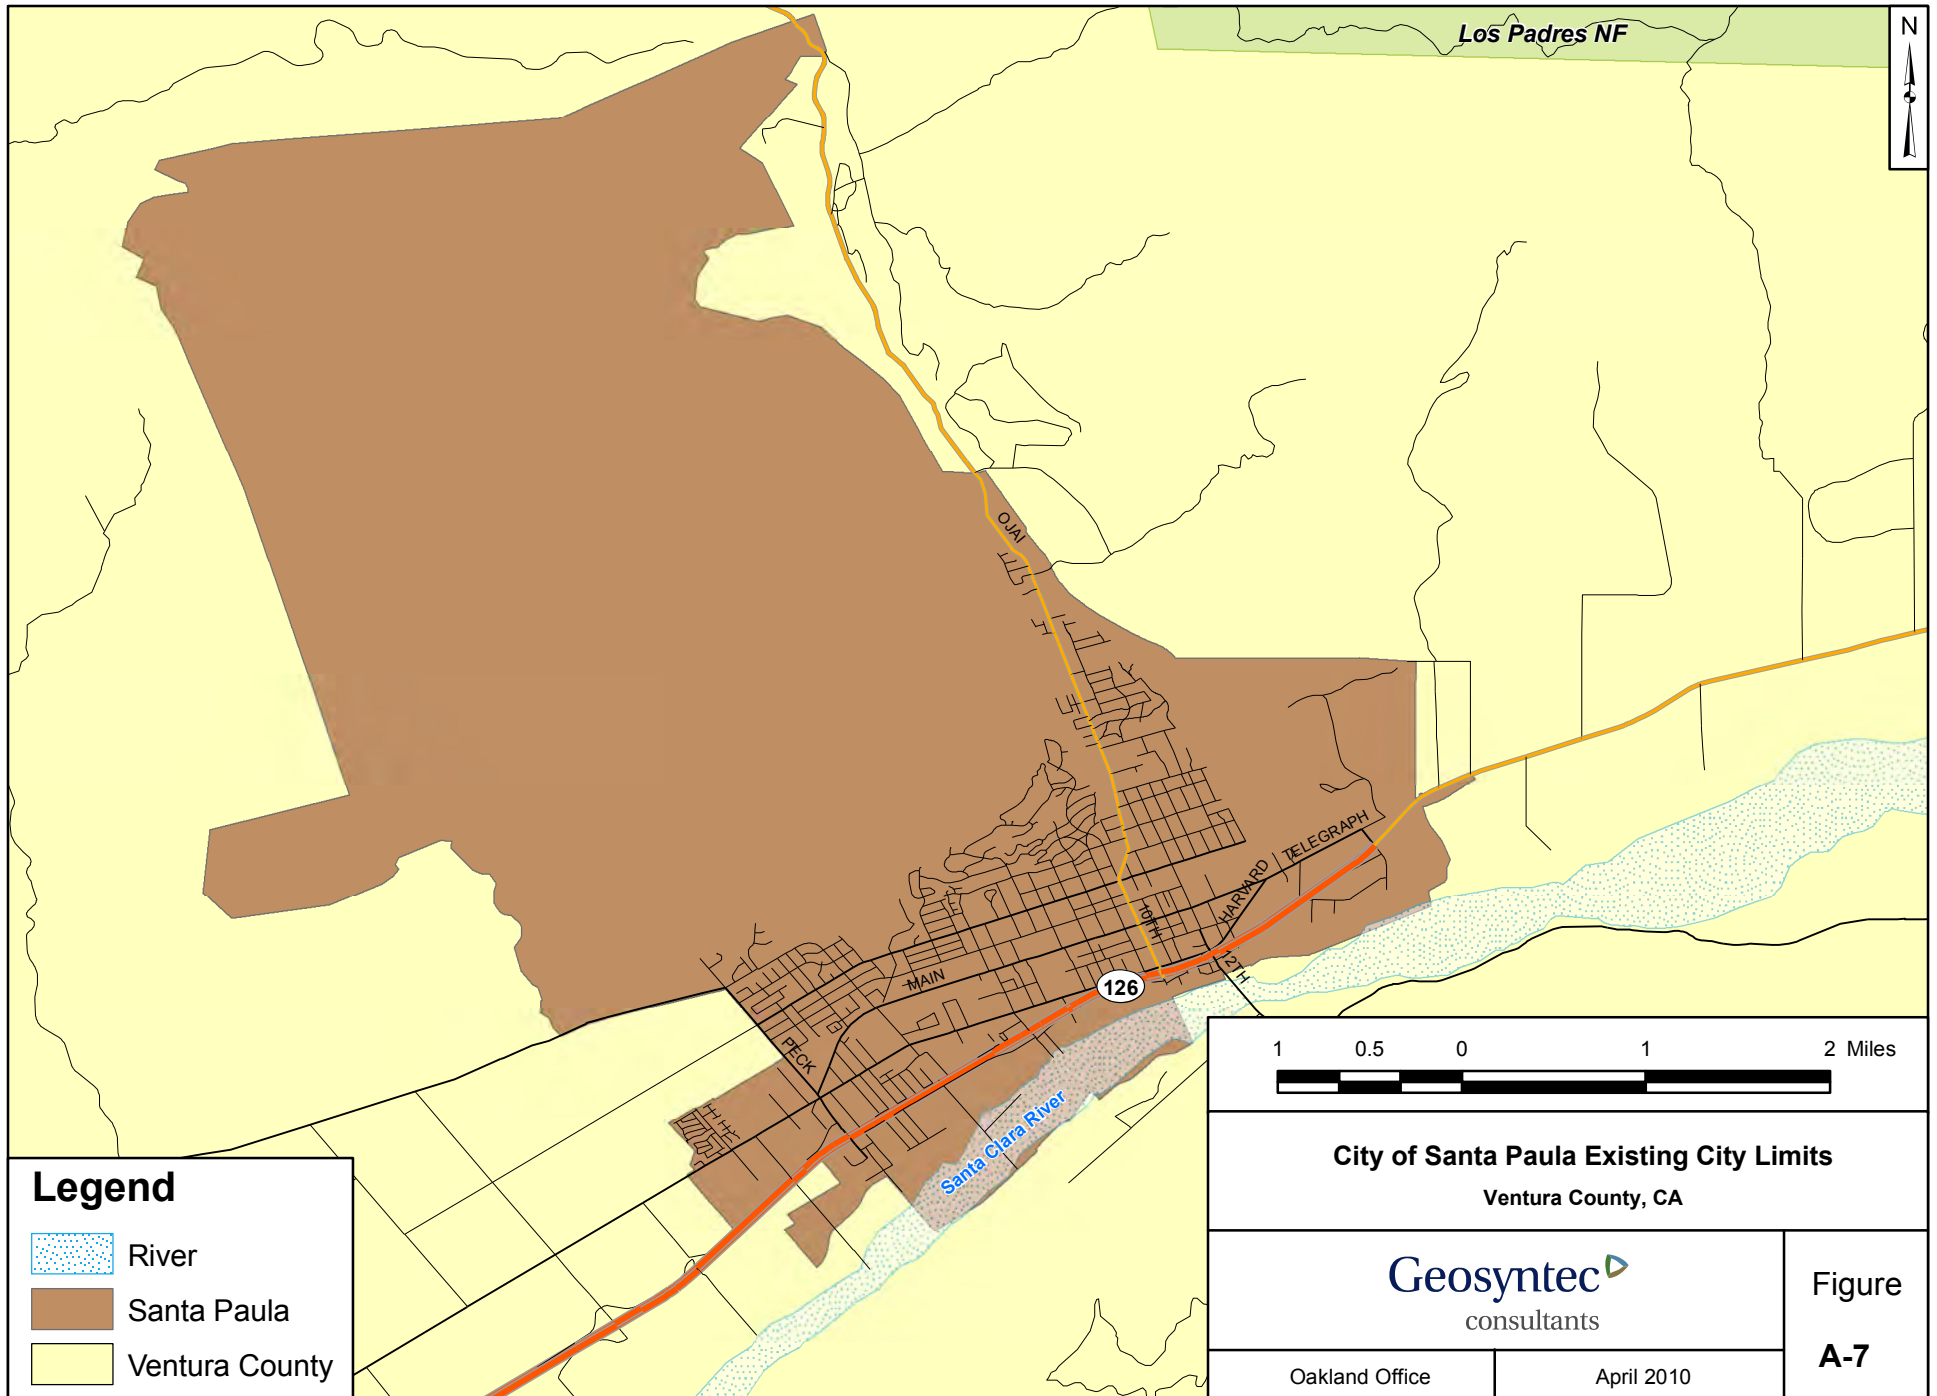 Los Padres NF
N
OJAI
TELEGRAPH
HARVARD
10TH
12TH
MAIN
126
PECK
Santa Clara River
Legend
River
Santa Paula
Ventura County
1 0.5 0 1 2 Miles
City of Santa Paula Existing City Limits
Ventura County, CA
Geosyntec
consultants
Figure
A-7
Oakland Office
April 2010